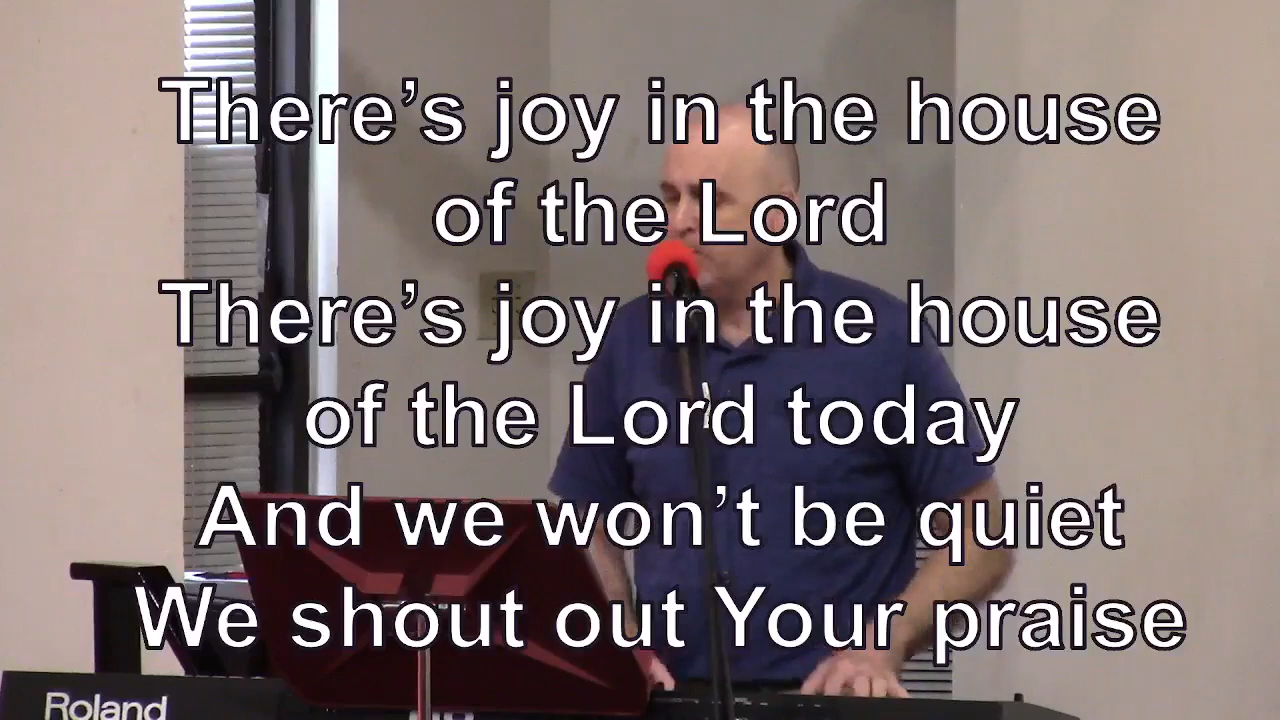 There's joy in the house
of the Lord
There's joy in the house
of the Lord today
And we won't be quiet
We shout out Your praise
Roland